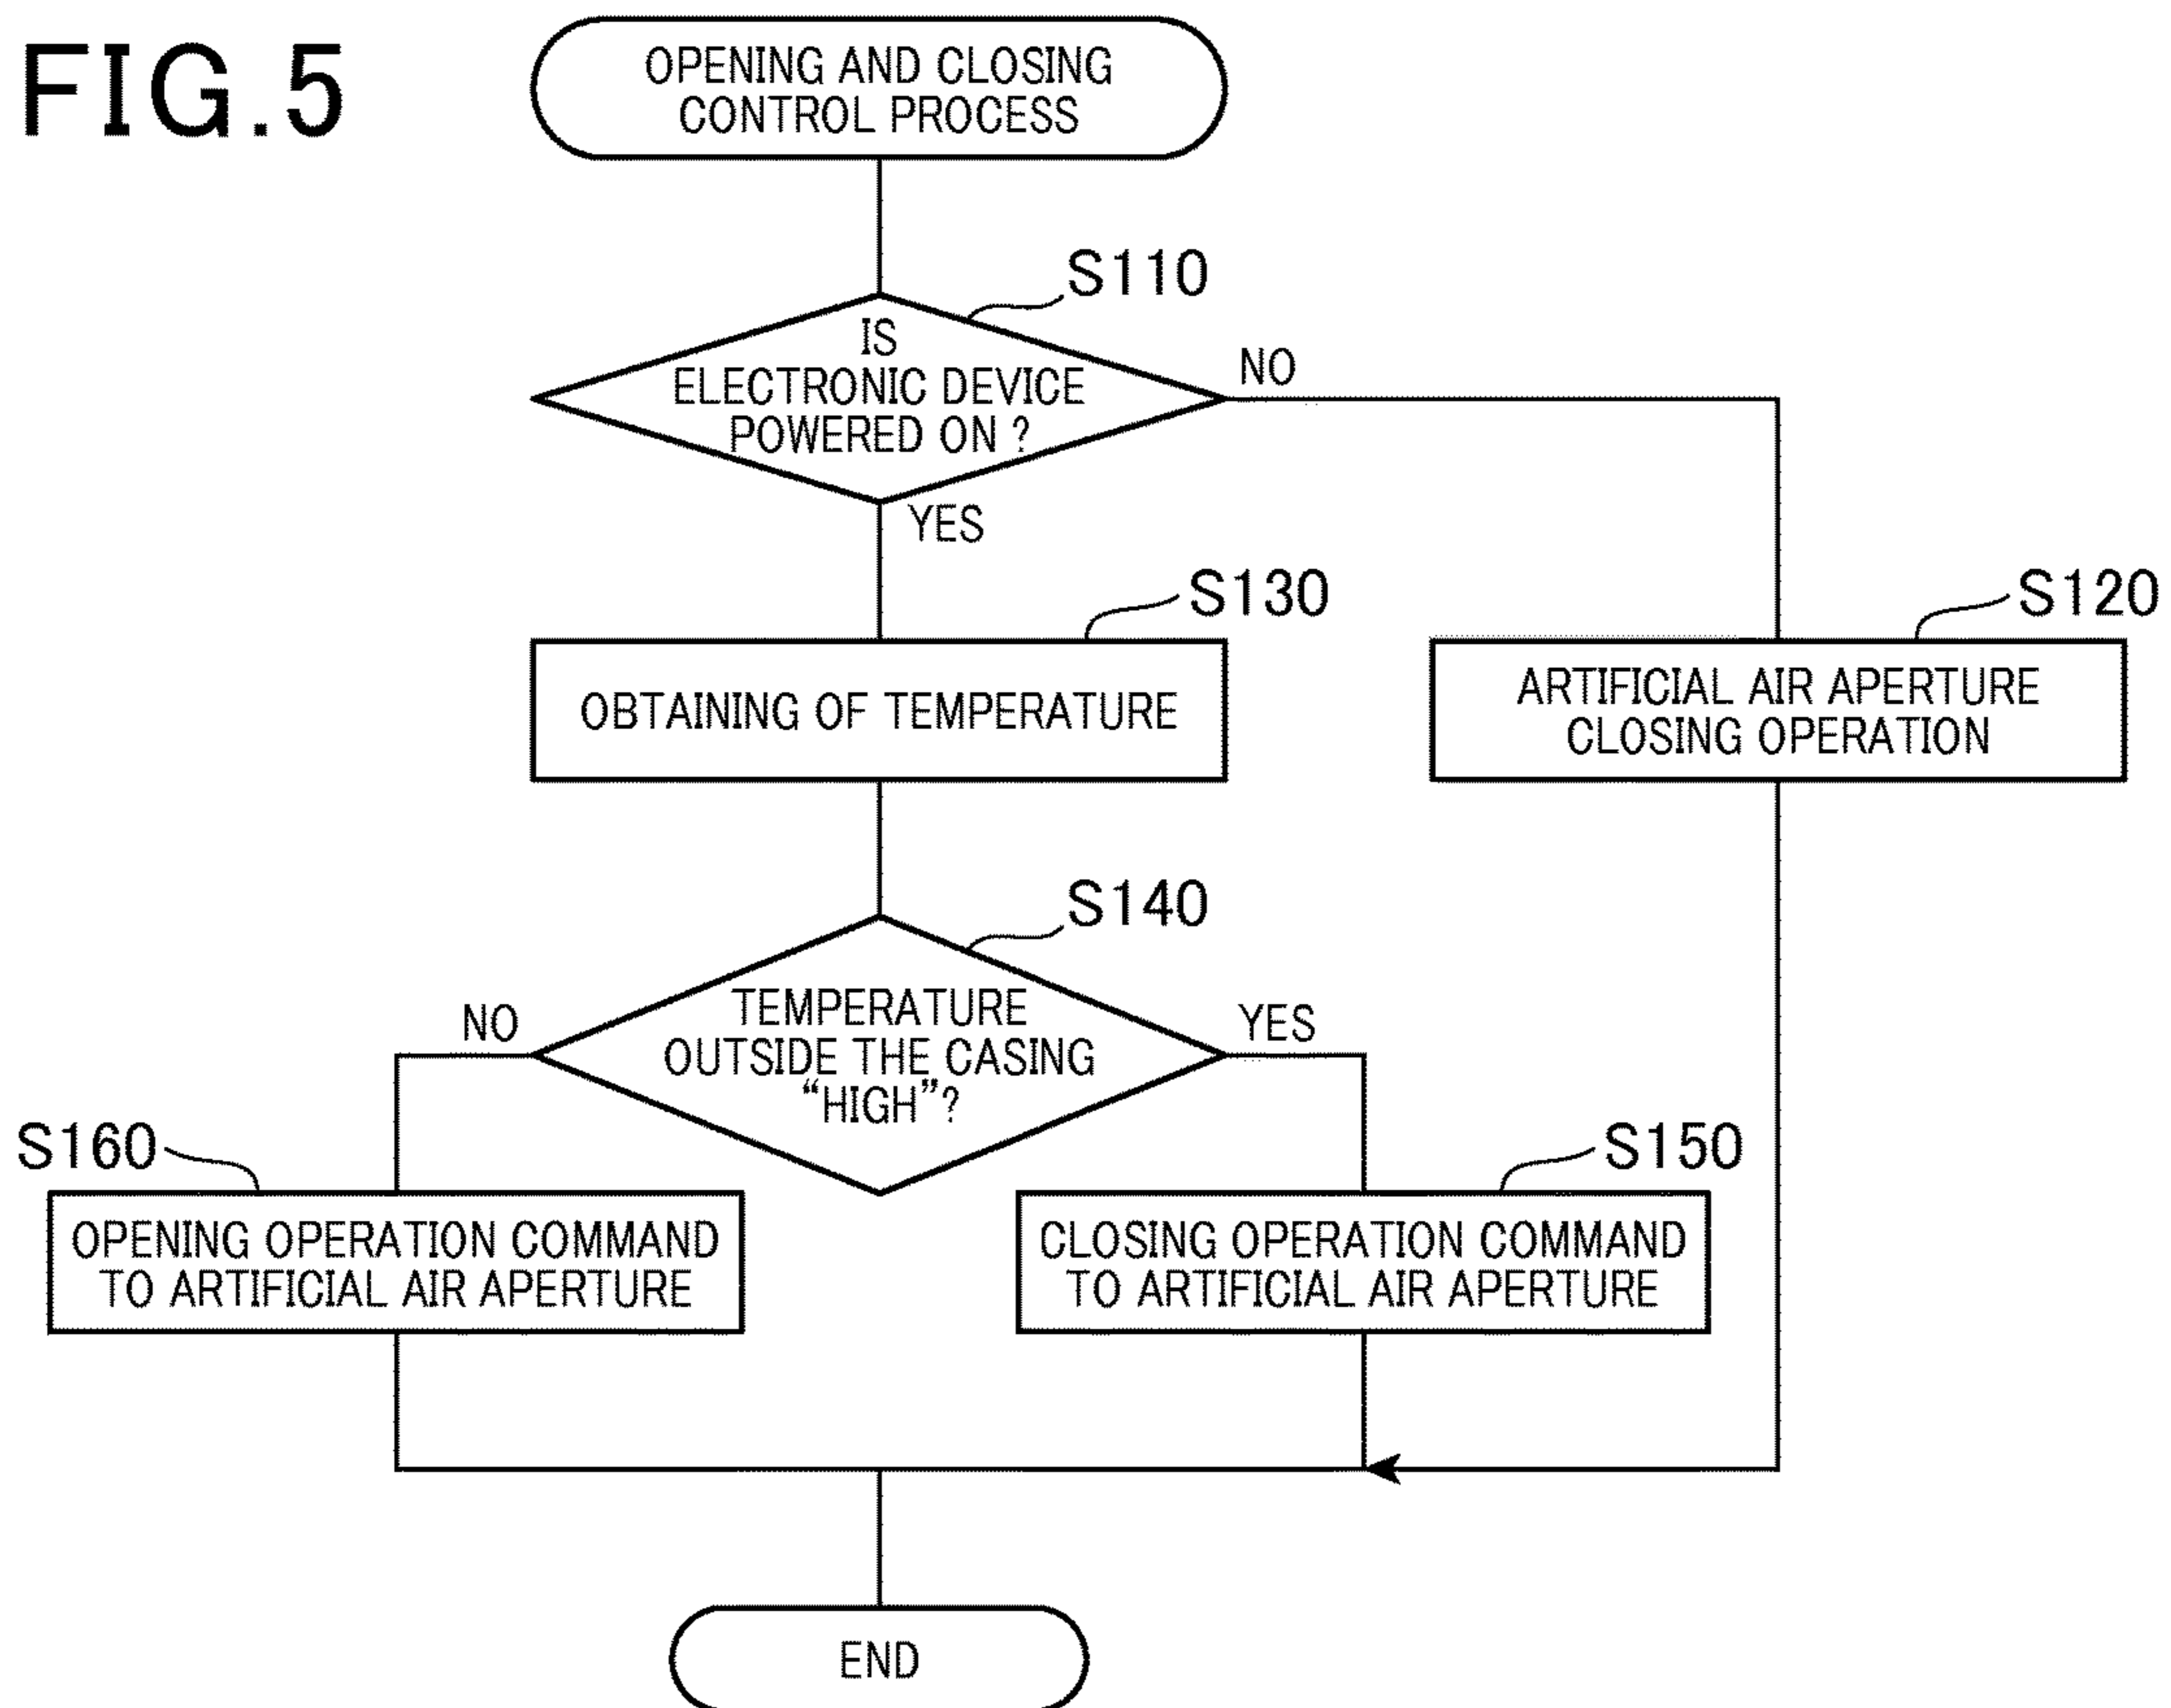 FIG.5
OPENING AND CLOSING
CONTROL PROCESS
S110
IS
ELECTRONIC DEVICE
POWERED ON ?
NO
YES
S130
OBTAINING OF TEMPERATURE
S120
ARTIFICIAL AIR APERTURE
CLOSING OPERATION
S140
TEMPERATURE
OUTSIDE THE CASING
“HIGH”?
NO
YES
S160
OPENING OPERATION COMMAND
TO ARTIFICIAL AIR APERTURE
S150
CLOSING OPERATION COMMAND
TO ARTIFICIAL AIR APERTURE
END